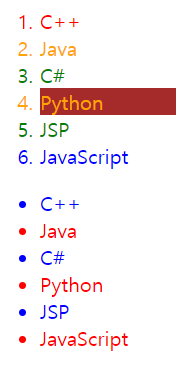 1. C++
2. Java
3. C#
4. Python
5. JSP
6. JavaScript
• C++
• Java
• C#
• Python
• JSP
• JavaScript